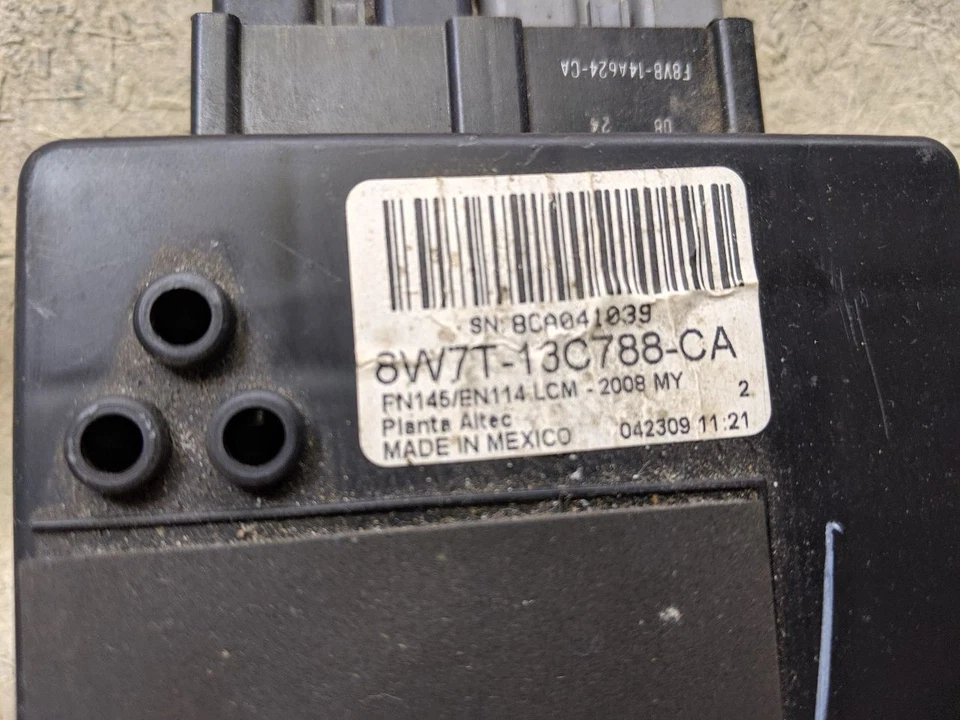 F8VB-14A624-CA
08
24
SN:8CA041039
8W7T-13C788-CA
FN145/EN114 LCM - 2008 MY 2
Planta Altec
MADE IN MEXICO 042309 11:21